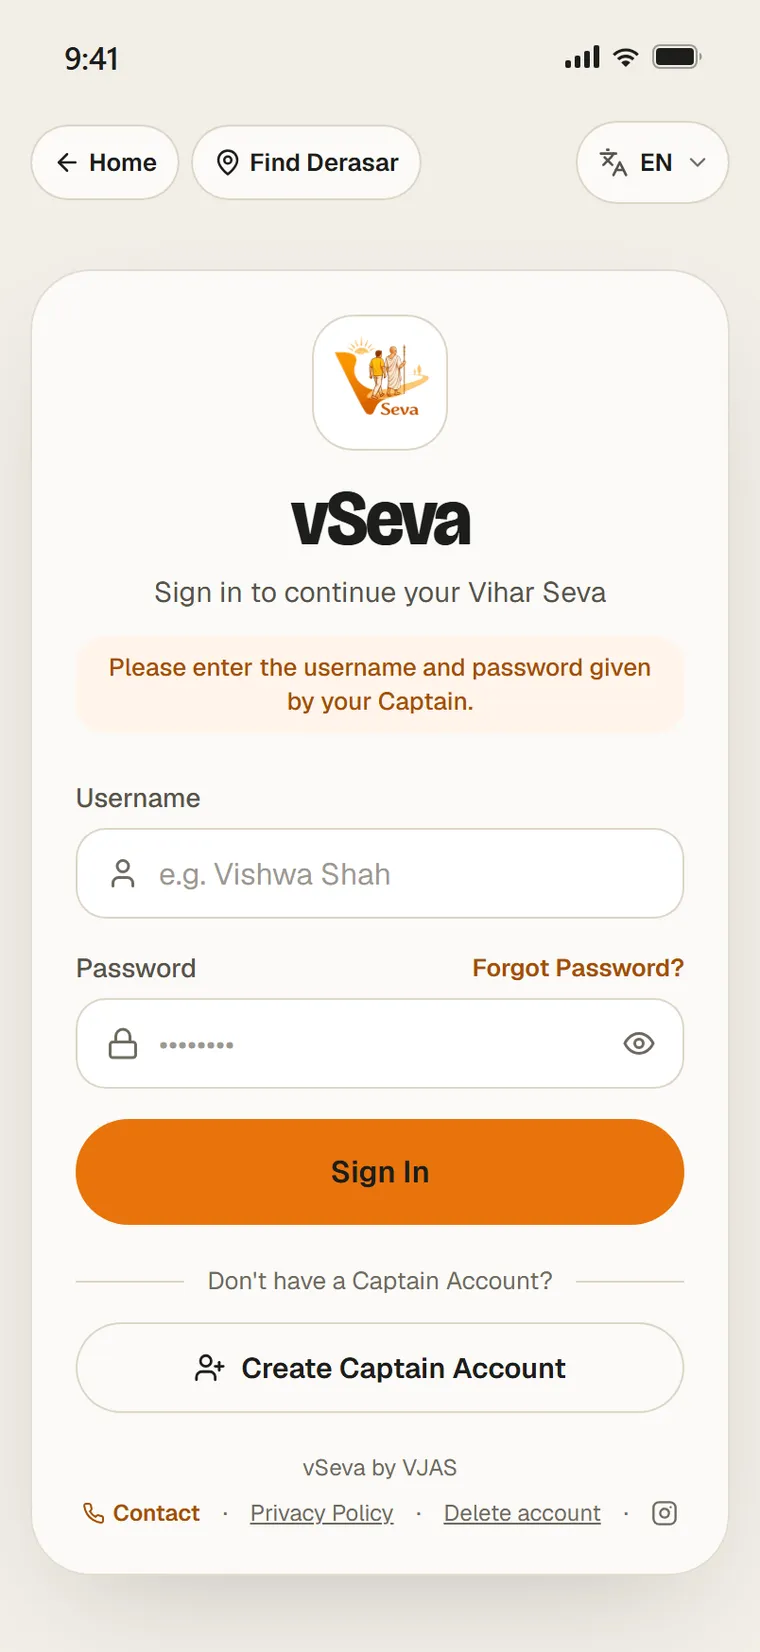 9:41
Home
Find Derasar
EN
Seva
vSeva
Sign in to continue your Vihar Seva
Please enter the username and password given
by your Captain.
Username
e.g. Vishwa Shah
Password
Forgot Password?
••••••••
Sign In
Don't have a Captain Account?
Create Captain Account
vSeva by VJAS
Contact · Privacy Policy · Delete account ·